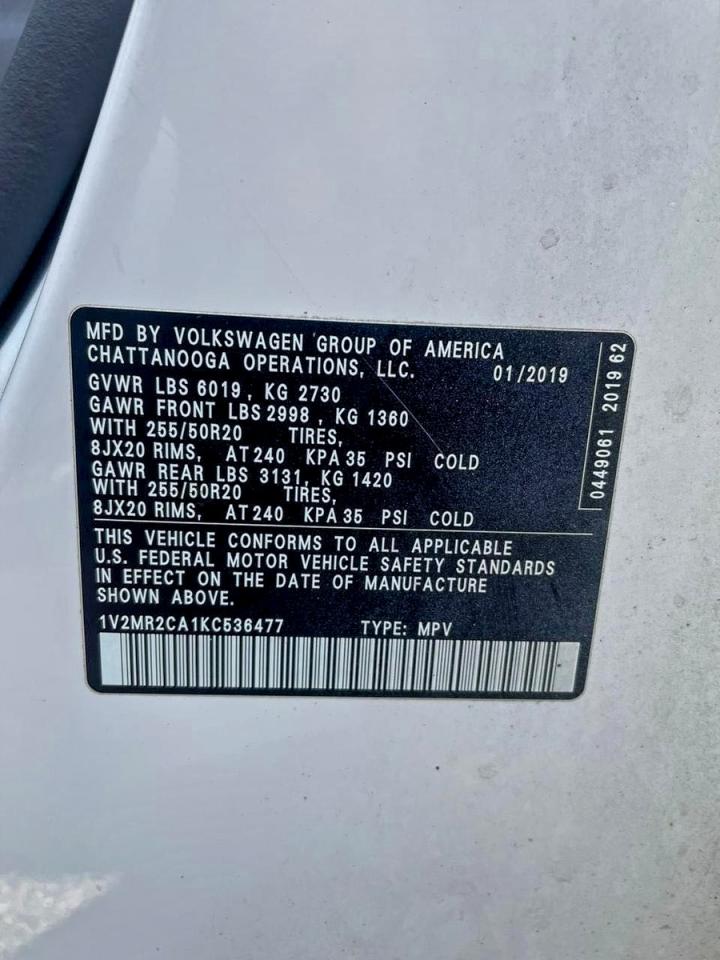 MFD BY VOLKSWAGEN GROUP OF AMERICA
CHATTANOOGA OPERATIONS, LLC. 01/2019
GVWR LBS 6019, KG 2730
GAWR FRONT LBS 2998, KG 1360
WITH 255/50R20 TIRES,
8JX20 RIMS, AT 240 KPA 35 PSI COLD
GAWR REAR LBS 3131, KG 1420
WITH 255/50R20 TIRES,
8JX20 RIMS, AT 240 KPA 35 PSI COLD
THIS VEHICLE CONFORMS TO ALL APPLICABLE
U.S. FEDERAL MOTOR VEHICLE SAFETY STANDARDS
IN EFFECT ON THE DATE OF MANUFACTURE
SHOWN ABOVE.
1V2MR2CA1KC536477 TYPE: MPV
0449061 2019 62